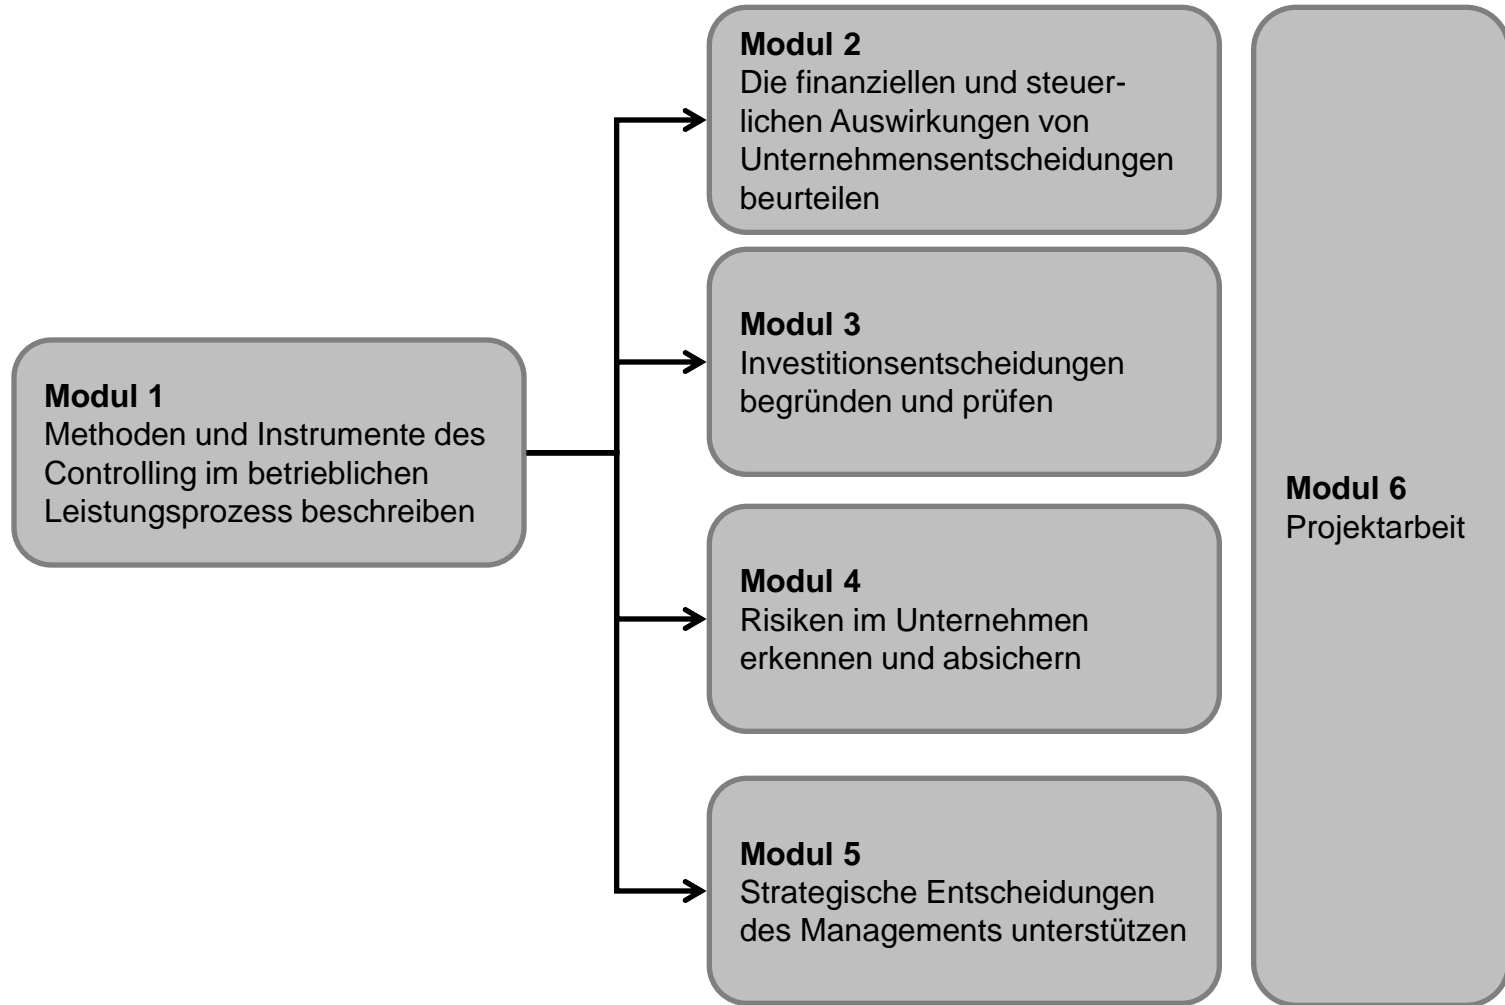 Modul 1
Methoden und Instrumente des
Controlling im betrieblichen
Leistungsprozess beschreiben
Modul 2
Die finanziellen und steuer-
lichen Auswirkungen von
Unternehmensentscheidungen
beurteilen
Modul 3
Investitionsentscheidungen
begründen und prüfen
Modul 4
Risiken im Unternehmen
erkennen und absichern
Modul 5
Strategische Entscheidungen
des Managements unterstützen
Modul 6
Projektarbeit